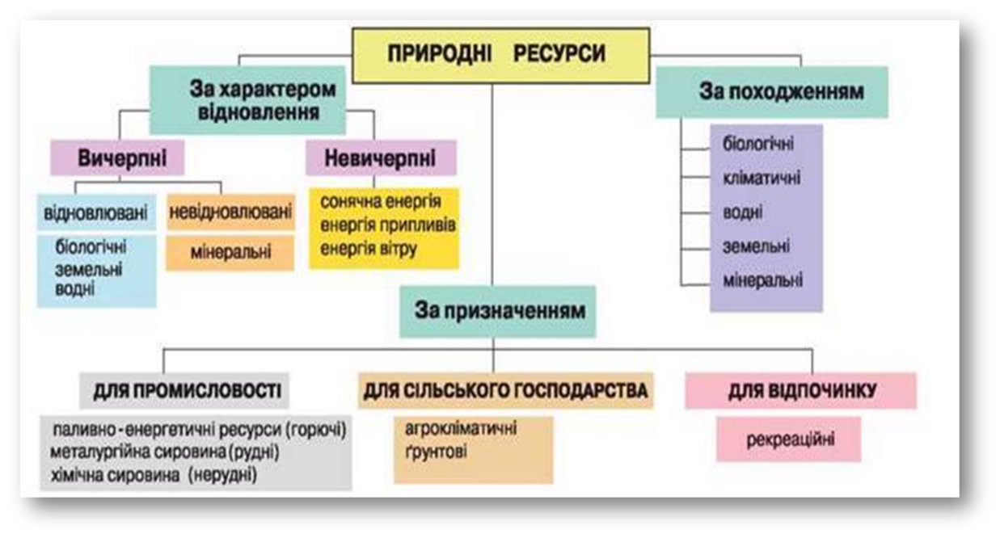 ПРИРОДНІ РЕСУРСИ
За характером
відновлення
Вичерпні
відновлювані
біологічні
земельні
водні
невідновлювані
мінеральні
Невичерпні
сонячна енергія
енергія припливів
енергія вітру
За походженням
біологічні
кліматичні
водні
земельні
мінеральні
За призначенням
ДЛЯ ПРОМИСЛОВОСТІ
паливно-енергетичні ресурси (горючі)
металургійна сировина (рудні)
хімічна сировина (нерудні)
ДЛЯ СІЛЬСЬКОГО ГОСПОДАРСТВА
агрокліматичні
ґрунтові
ДЛЯ ВІДПОЧИНКУ
рекреаційні